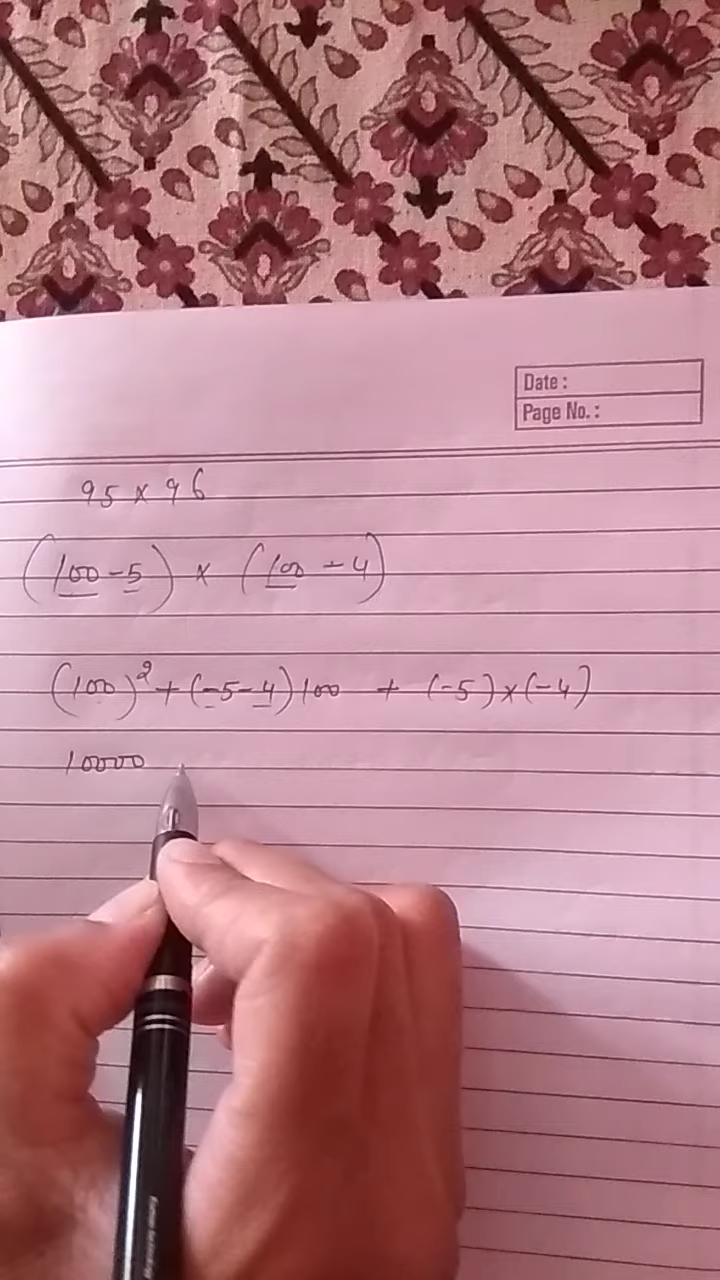 Date :
Page No. :
95 × 96
(100 - 5) × (100 - 4)
(100)² + (-5-4)100 + (-5)×(-4)
10000